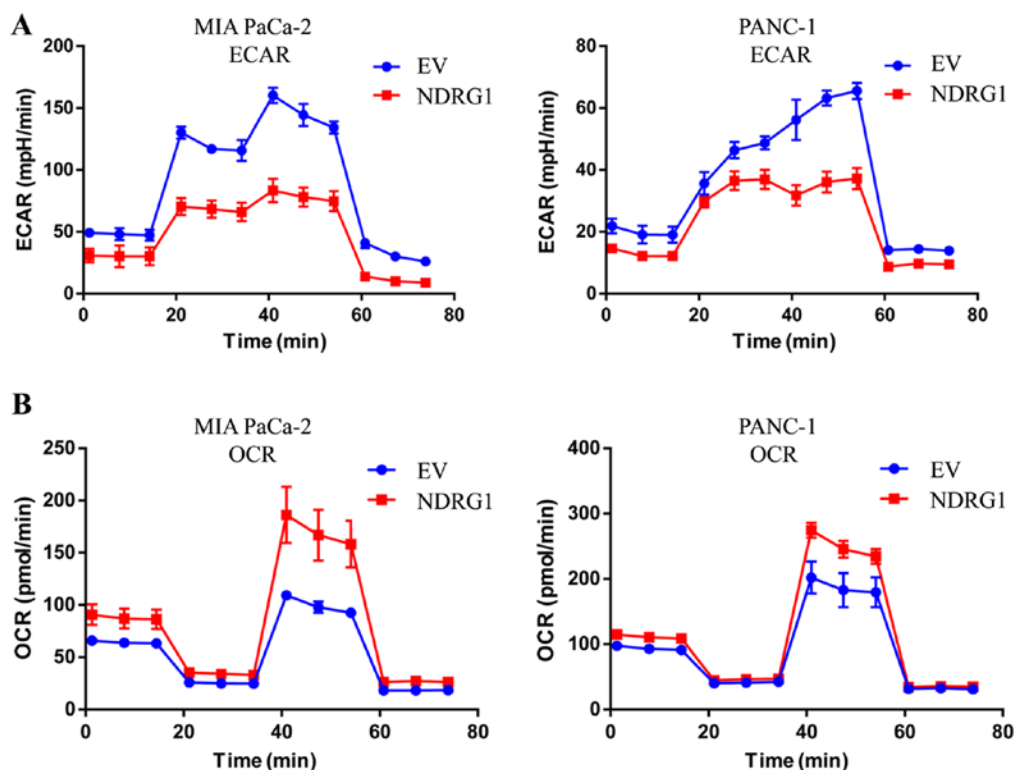 A
MIA PaCa-2
ECAR
EV
NDRG1
ECAR (mpH/min)
200
150
100
50
0
0 20 40 60 80
Time (min)
PANC-1
ECAR
EV
NDRG1
ECAR (mpH/min)
80
60
40
20
0
0 20 40 60 80
Time (min)
B
MIA PaCa-2
OCR
EV
NDRG1
OCR (pmol/min)
250
200
150
100
50
0
0 20 40 60 80
Time (min)
PANC-1
OCR
EV
NDRG1
OCR (pmol/min)
400
300
200
100
0
0 20 40 60 80
Time (min)